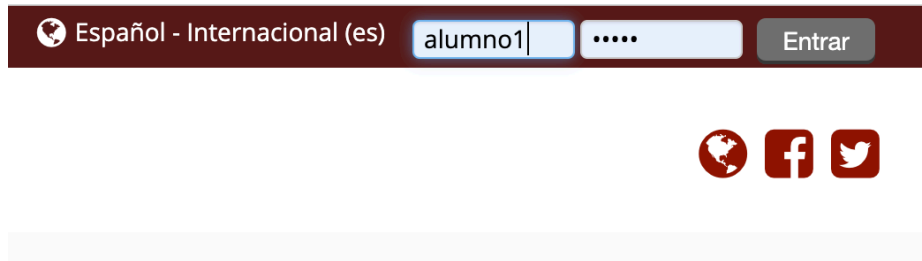 Español - Internacional (es) alumno1 ••••• Entrar